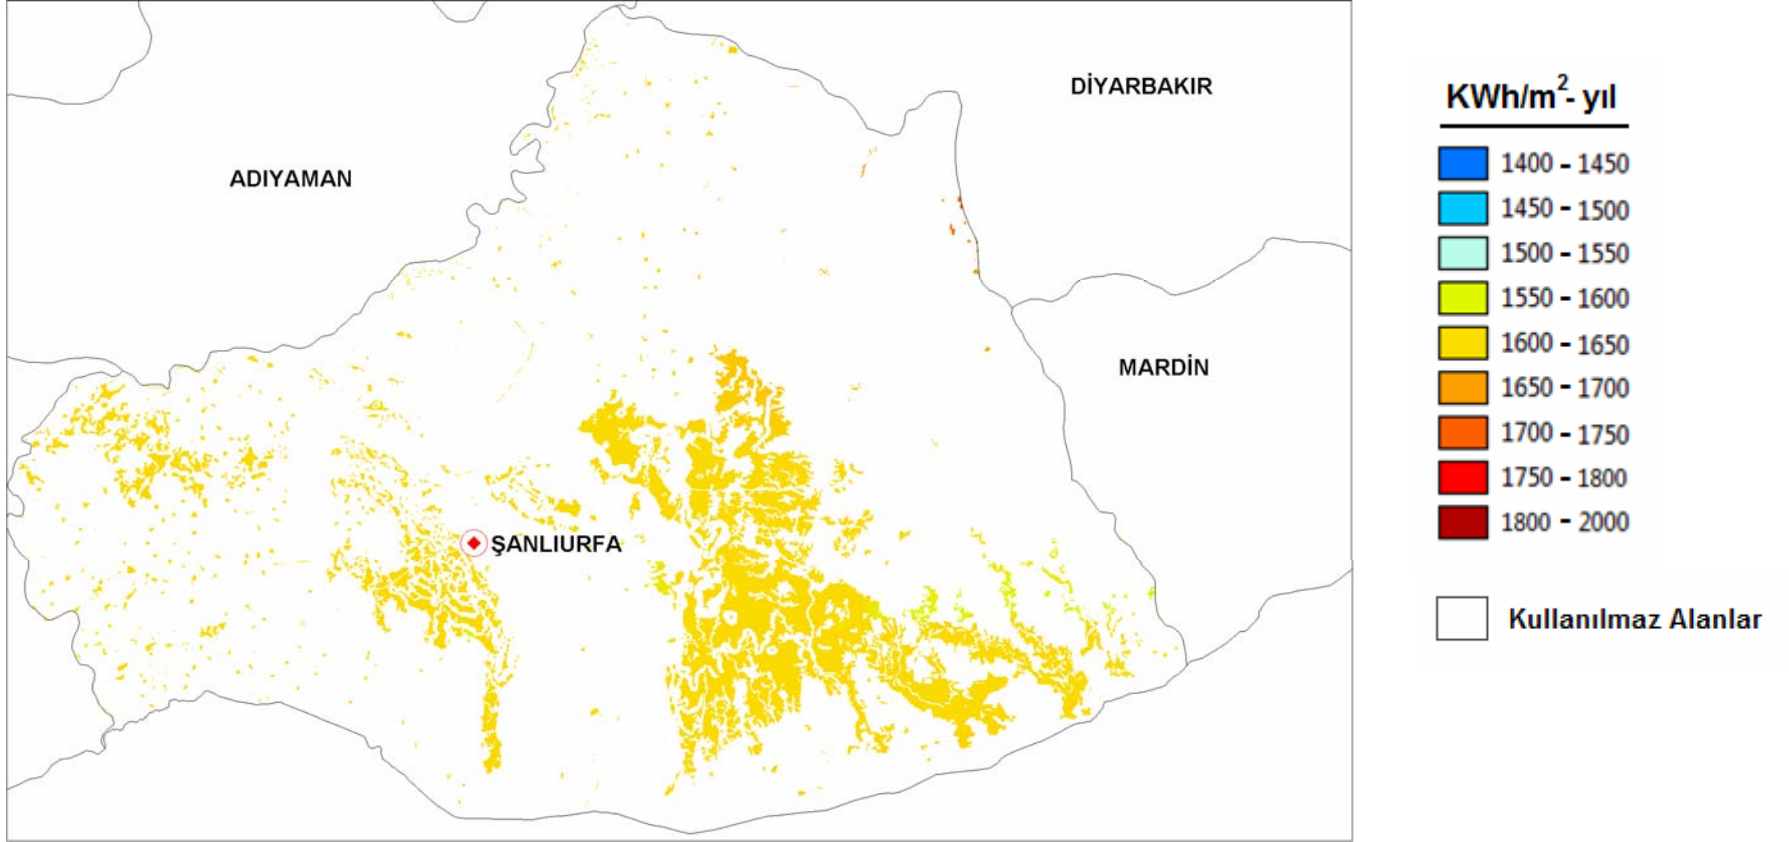 DİYARBAKIR
ADIYAMAN
MARDİN
ŞANLIURFA
KWh/m²- yıl
1400 - 1450
1450 - 1500
1500 - 1550
1550 - 1600
1600 - 1650
1650 - 1700
1700 - 1750
1750 - 1800
1800 - 2000
Kullanılmaz Alanlar